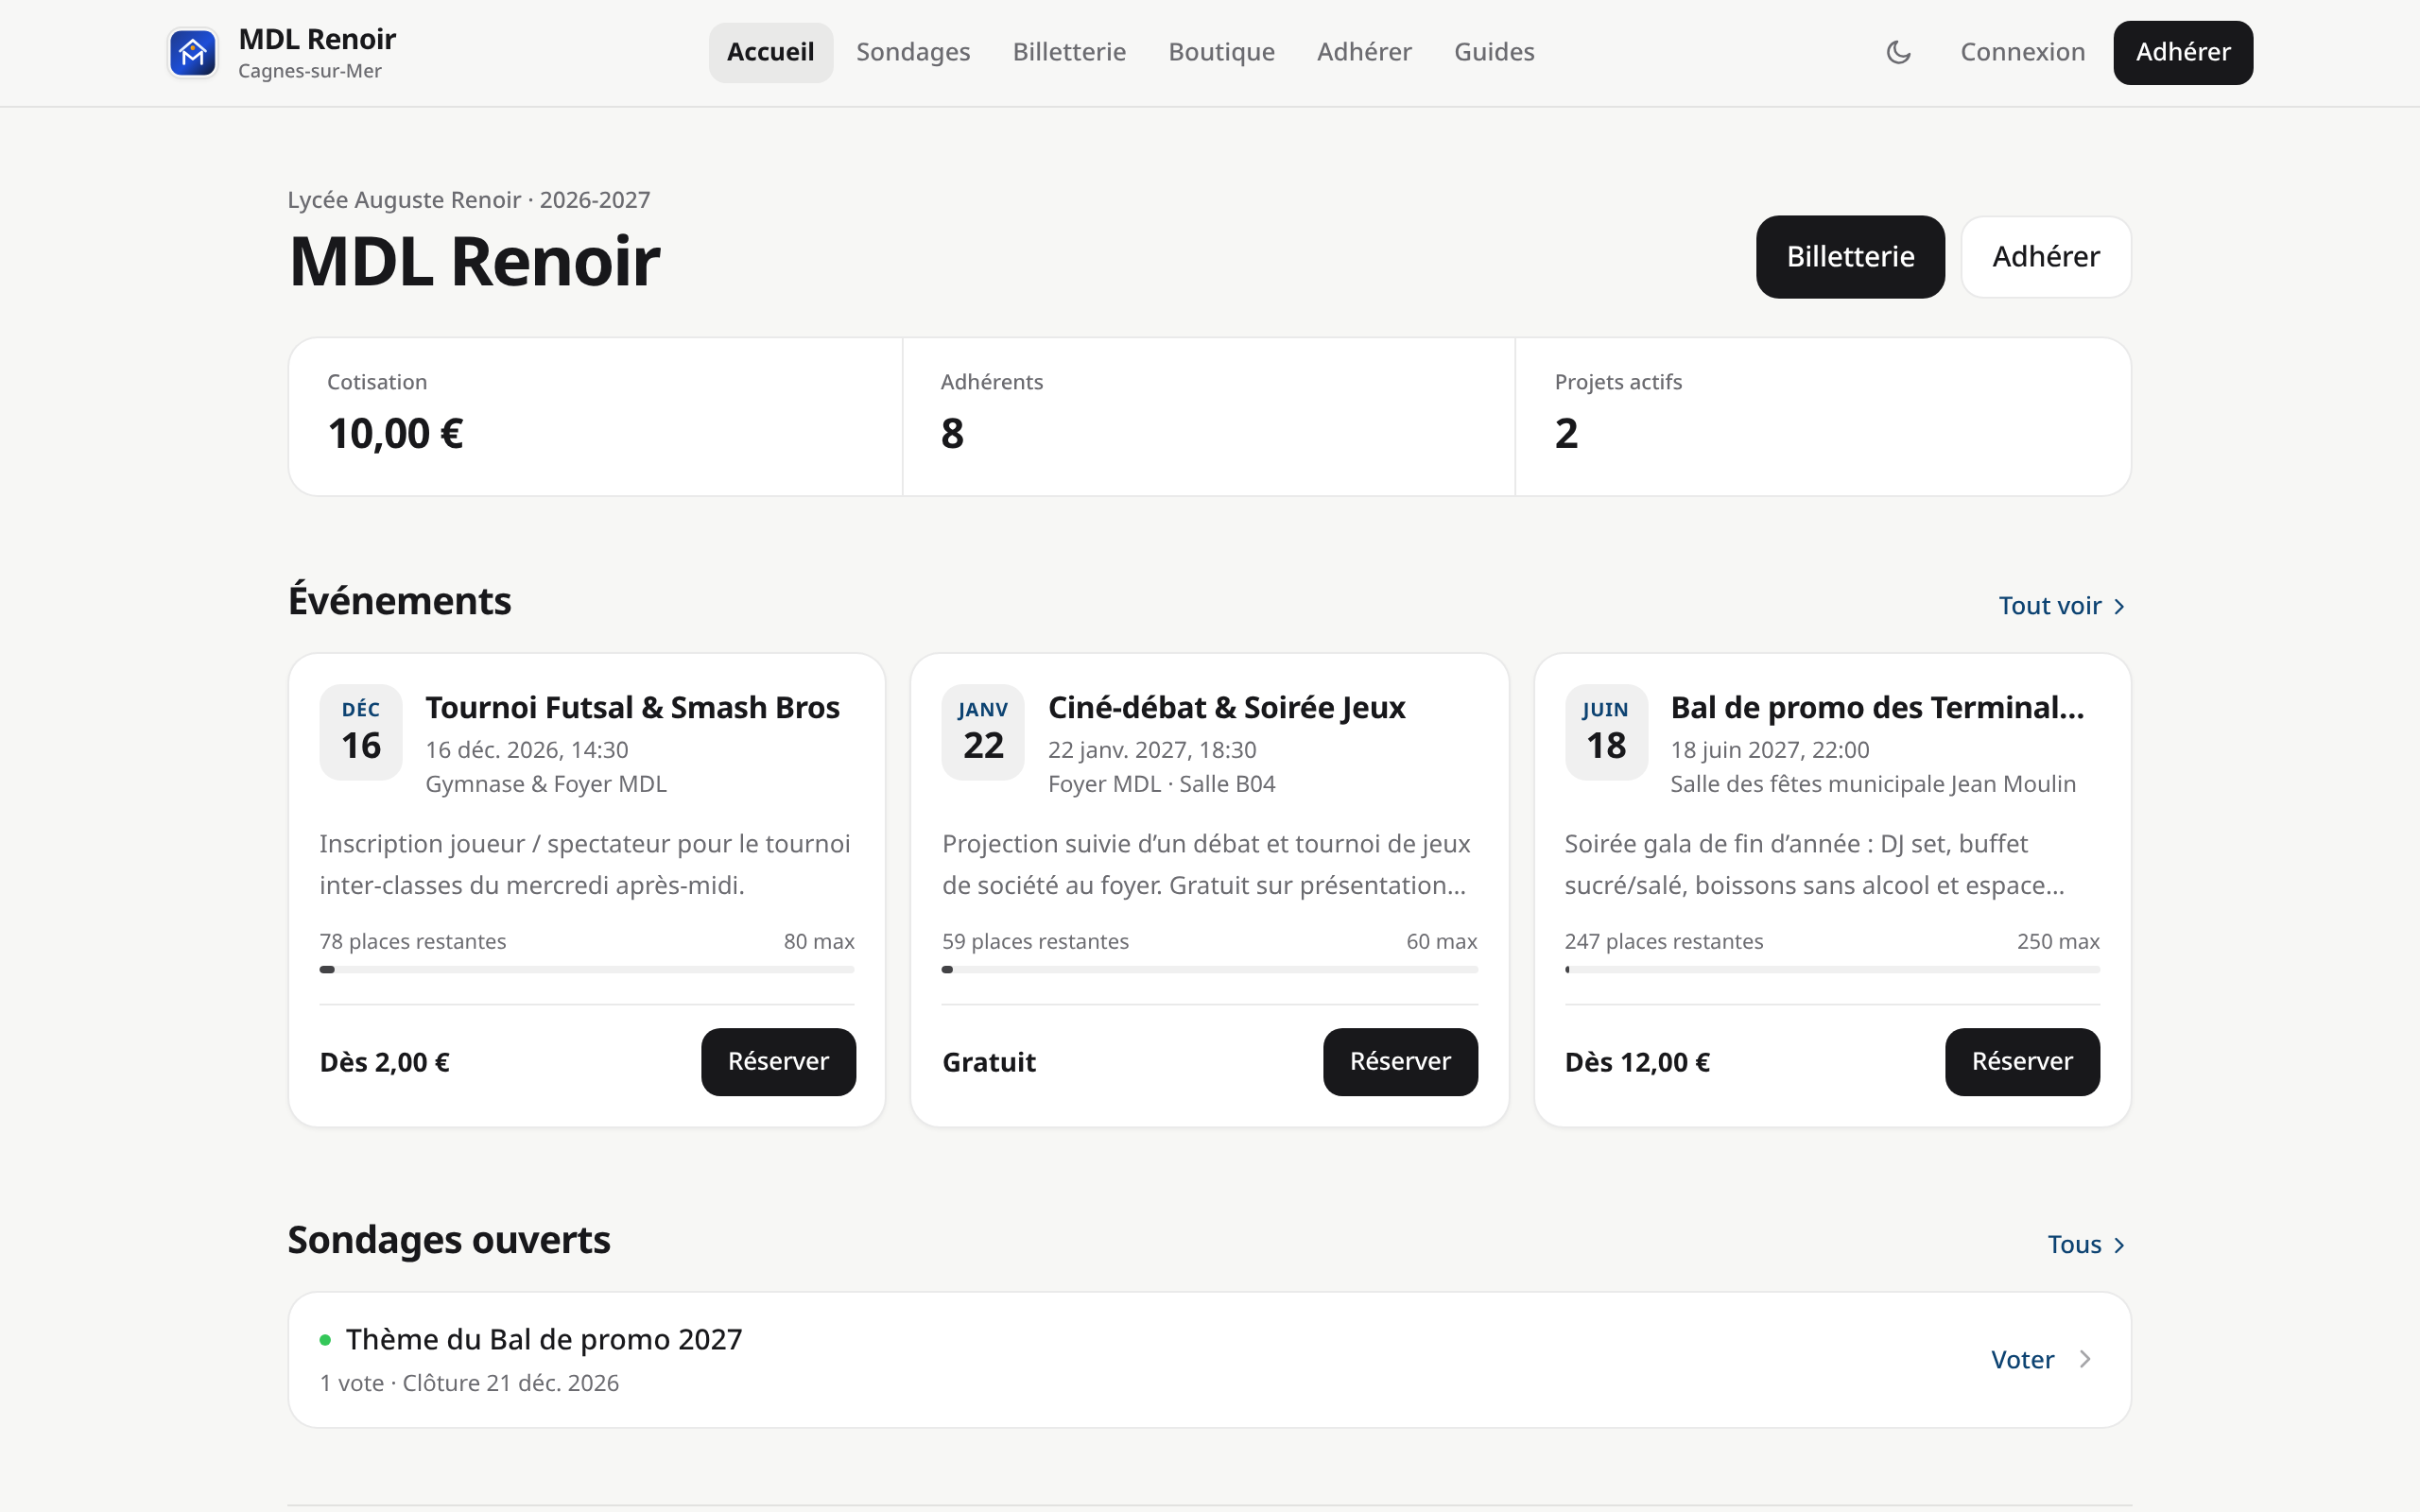 MDL Renoir
Cagnes-sur-Mer
Accueil Sondages Billetterie Boutique Adhérer Guides
Connexion Adhérer
Lycée Auguste Renoir · 2026-2027
MDL Renoir
Billetterie Adhérer
Cotisation
10,00 €
Adhérents
8
Projets actifs
2
Événements
Tout voir
DÉC
16
Tournoi Futsal & Smash Bros
16 déc. 2026, 14:30
Gymnase & Foyer MDL
Inscription joueur / spectateur pour le tournoi
inter-classes du mercredi après-midi.
78 places restantes 80 max
Dès 2,00 € Réserver
JANV
22
Ciné-débat & Soirée Jeux
22 janv. 2027, 18:30
Foyer MDL · Salle B04
Projection suivie d’un débat et tournoi de jeux
de société au foyer. Gratuit sur présentation…
59 places restantes 60 max
Gratuit Réserver
JUIN
18
Bal de promo des Terminal…
18 juin 2027, 22:00
Salle des fêtes municipale Jean Moulin
Soirée gala de fin d’année : DJ set, buffet
sucré/salé, boissons sans alcool et espace…
247 places restantes 250 max
Dès 12,00 € Réserver
Sondages ouverts
Tous
Thème du Bal de promo 2027
1 vote · Clôture 21 déc. 2026
Voter